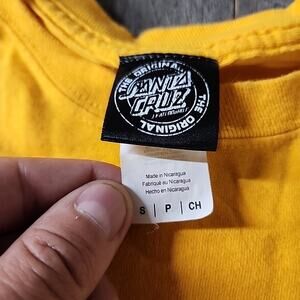 THE ORIGINAL
SANTA
CRUZ
THE ORIGINAL
Made in Nicaragua
Fabriqué au Nicaragua
Hecho en Nicaragua
S | P | CH